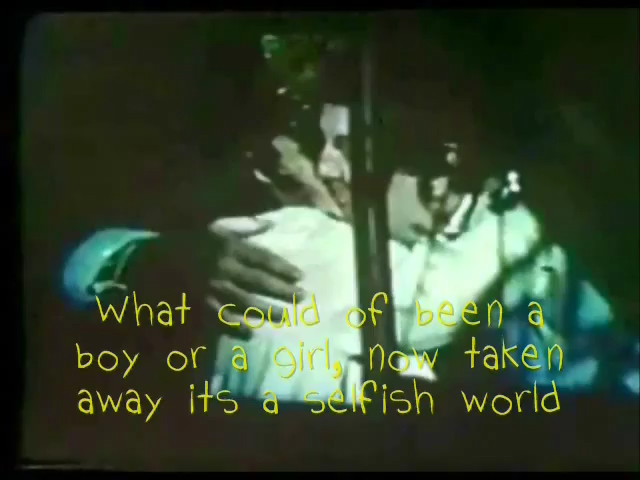 What could of been a
boy or a girl, now taken
away its a selfish world